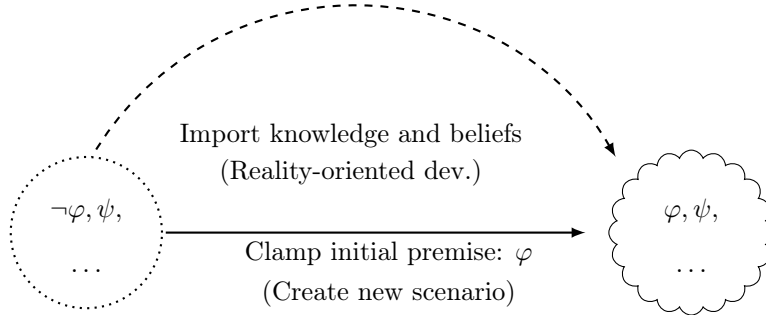 Import knowledge and beliefs
(Reality-oriented dev.)
¬φ, ψ,
...
φ, ψ,
...
Clamp initial premise: φ
(Create new scenario)